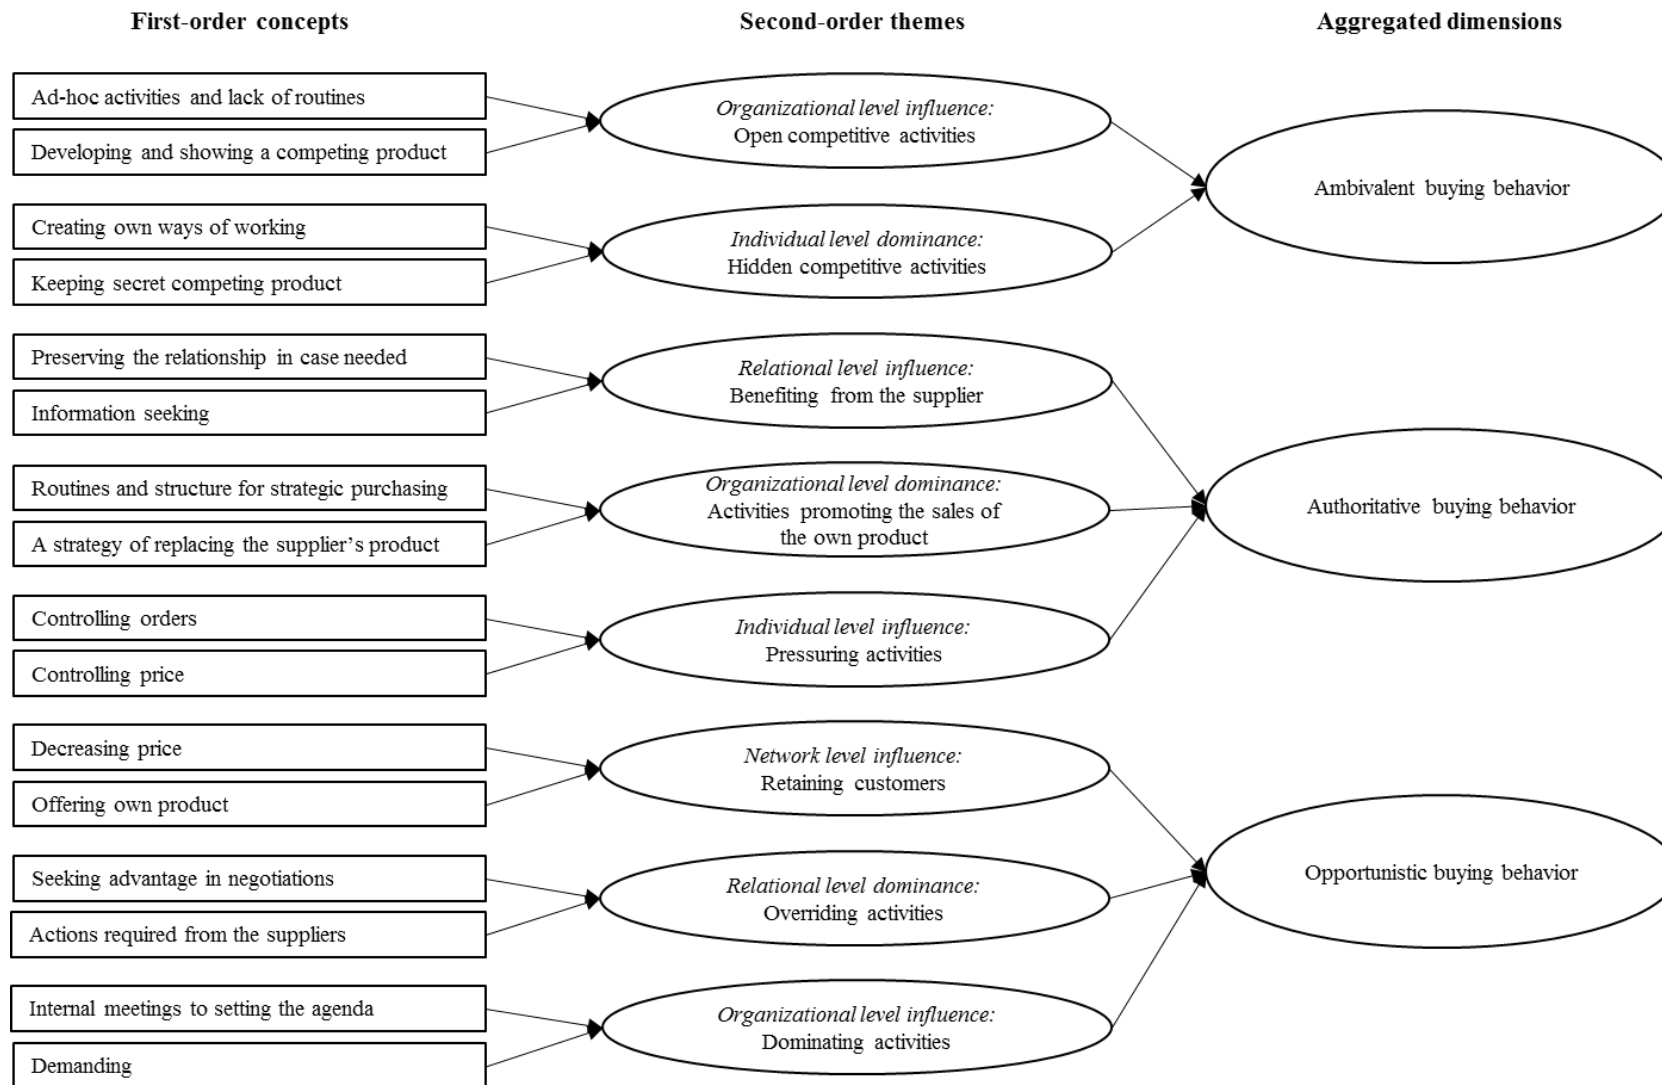 First-order concepts
Second-order themes
Aggregated dimensions
Ad-hoc activities and lack of routines
Developing and showing a competing product
Organizational level influence:
Open competitive activities
Creating own ways of working
Keeping secret competing product
Individual level dominance:
Hidden competitive activities
Ambivalent buying behavior
Preserving the relationship in case needed
Information seeking
Relational level influence:
Benefiting from the supplier
Routines and structure for strategic purchasing
A strategy of replacing the supplier’s product
Organizational level dominance:
Activities promoting the sales of
the own product
Controlling orders
Controlling price
Individual level influence:
Pressuring activities
Authoritative buying behavior
Decreasing price
Offering own product
Network level influence:
Retaining customers
Seeking advantage in negotiations
Actions required from the suppliers
Relational level dominance:
Overriding activities
Internal meetings to setting the agenda
Demanding
Organizational level influence:
Dominating activities
Opportunistic buying behavior